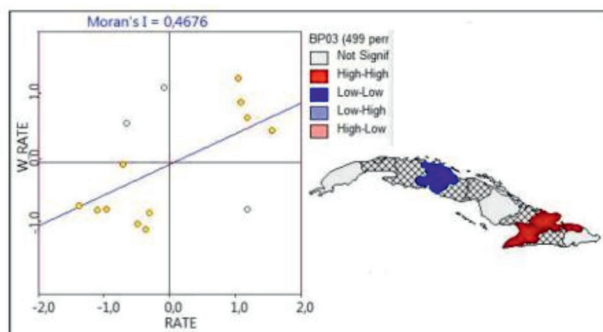 Moran's I = 0,4676
W_RATE
1,0
0,0
-1,0
-2,0
-1,0
0,0
1,0
2,0
RATE
BP03 (499 perr
Not Signif
High-High
Low-Low
Low-High
High-Low